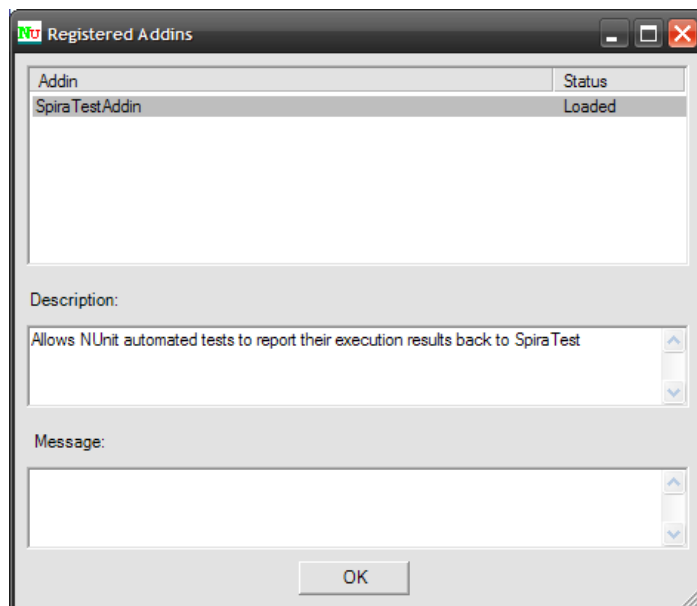 NU Registered Addins
Addin Status
SpiraTestAddin Loaded
Description:
Allows NUnit automated tests to report their execution results back to SpiraTest
Message:
OK